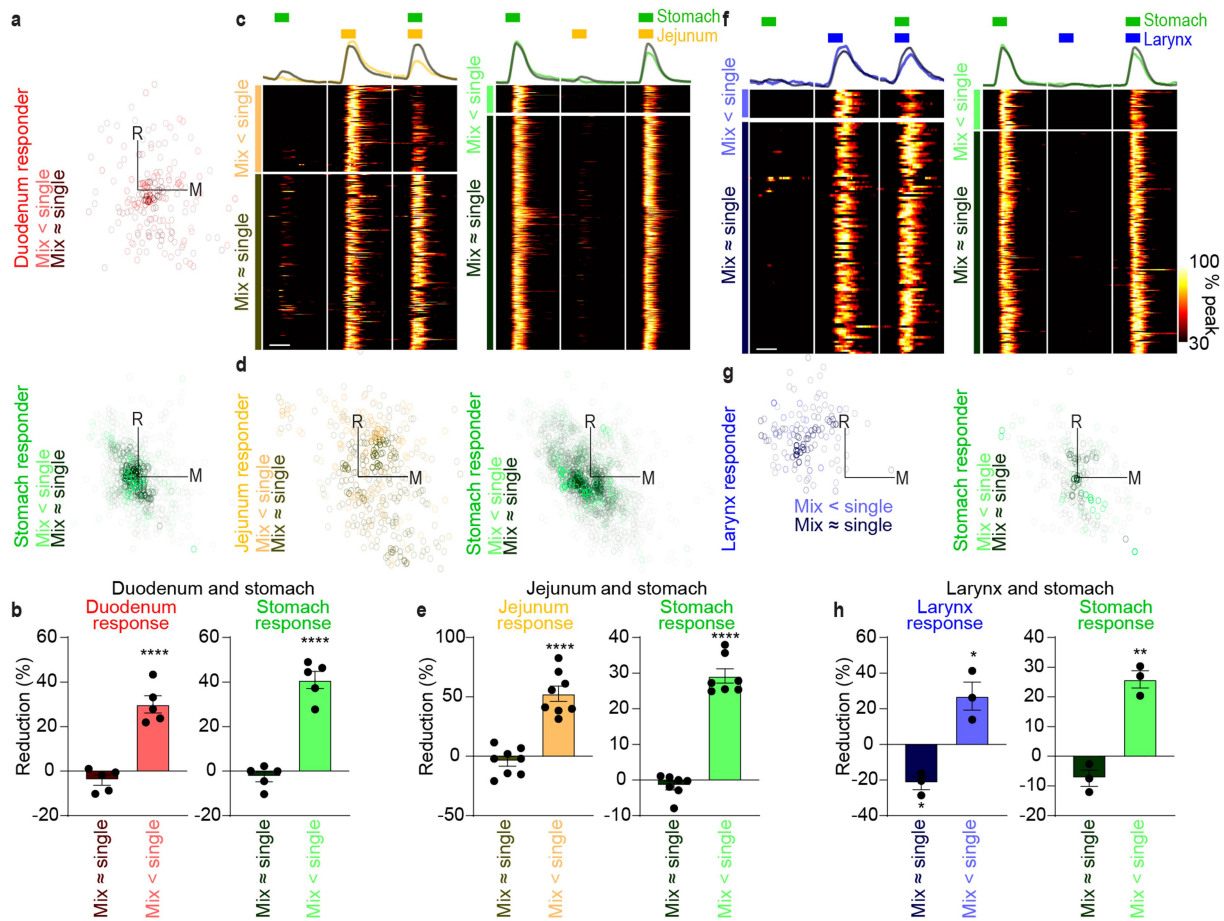 a
Duodenum responder
Mix < single
Mix ≈ single
R
M
Stomach responder
Mix < single
Mix ≈ single
R
M
c
Stomach
Jejunum
Mix < single
Mix ≈ single
Mix < single
Mix ≈ single
f
Stomach
Larynx
Mix < single
Mix ≈ single
Mix < single
Mix ≈ single
100
% peak
30
d
Jejunum responder
Mix < single
Mix ≈ single
R
M
Stomach responder
Mix < single
Mix ≈ single
R
M
g
Larynx responder
R
M
Mix < single
Mix ≈ single
Stomach responder
Mix < single
Mix ≈ single
R
M
b
Duodenum and stomach
Duodenum
response
Reduction (%)
60
40
20
0
-20
****
Mix ≈ single
Mix < single
Stomach
response
60
40
20
0
-20
****
Mix ≈ single
Mix < single
e
Jejunum and stomach
Jejunum
response
Reduction (%)
100
50
0
-50
****
Mix ≈ single
Mix < single
Stomach
response
40
30
20
10
0
-10
****
Mix ≈ single
Mix < single
h
Larynx and stomach
Larynx
response
Reduction (%)
60
40
20
0
-20
-40
*
*
Mix ≈ single
Mix < single
Stomach
response
40
30
20
10
0
-10
-20
**
Mix ≈ single
Mix < single